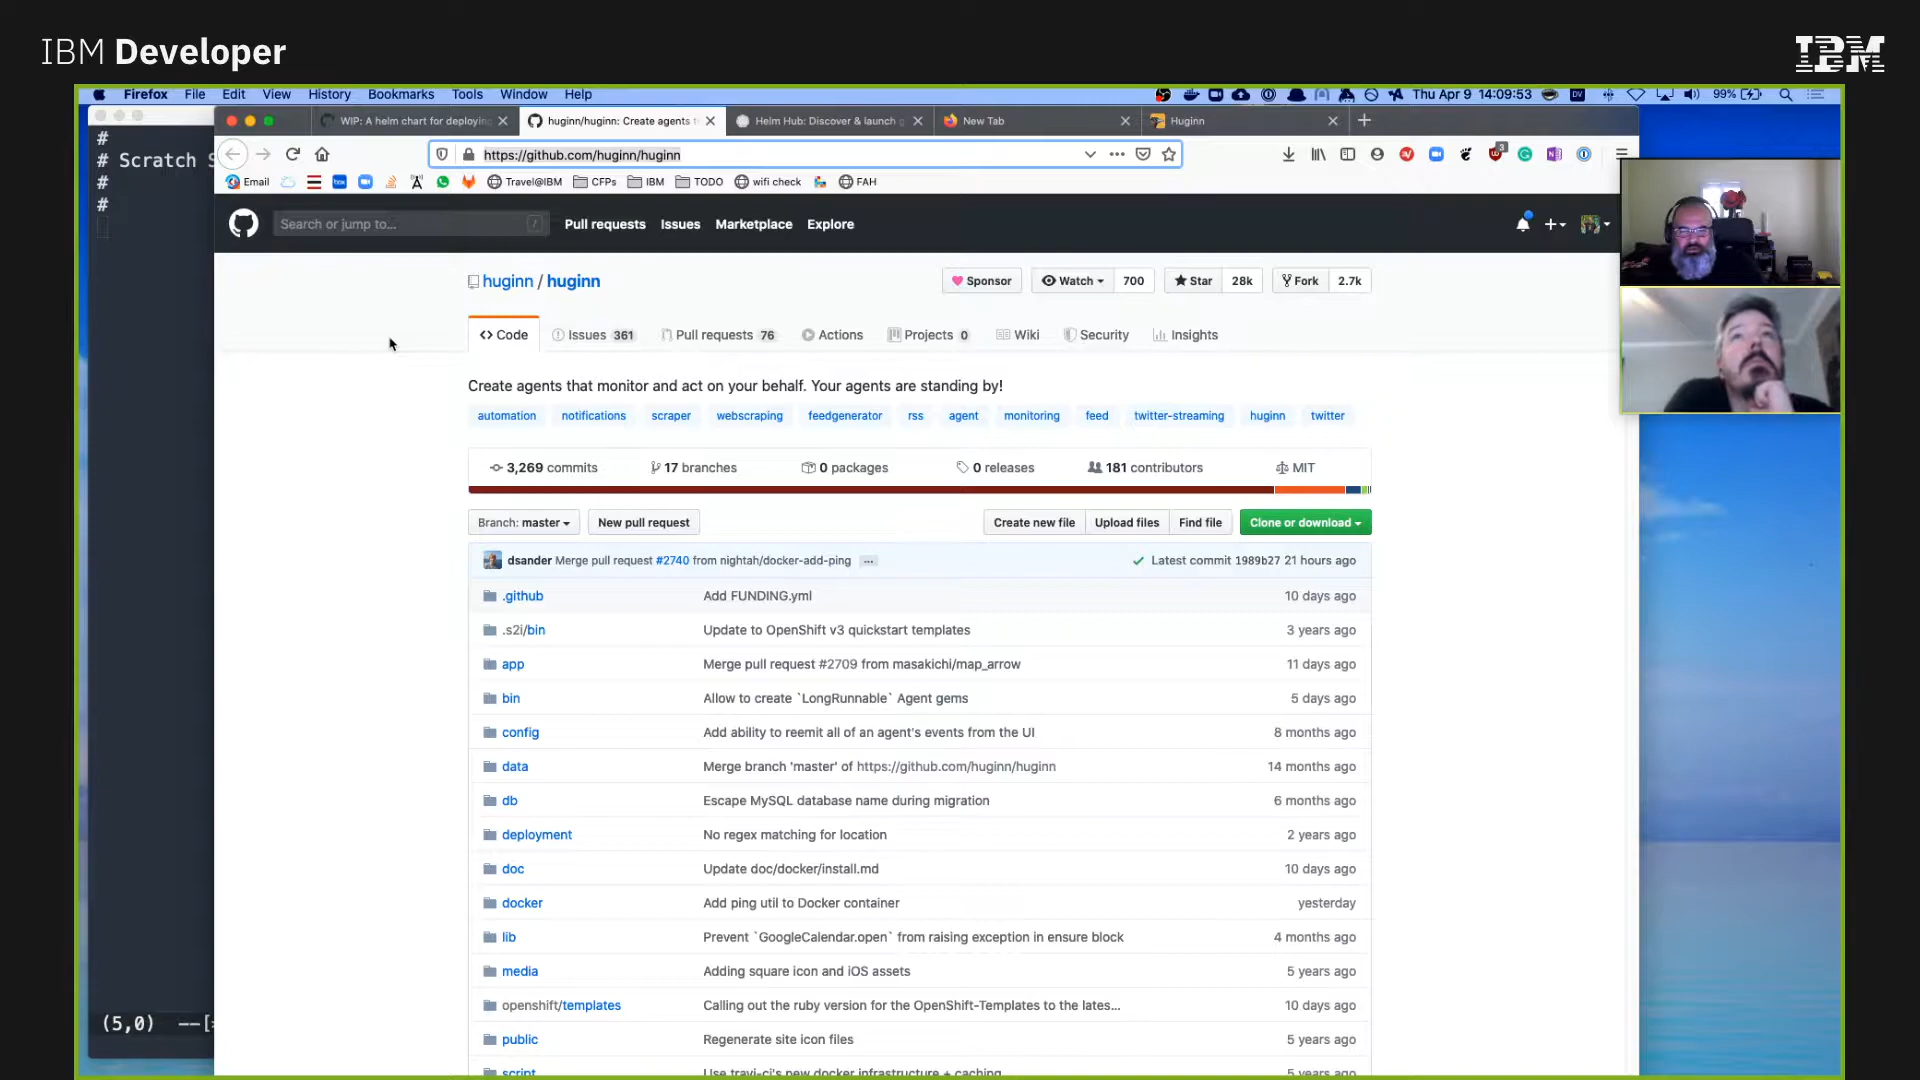 IBM Developer
IBM
Firefox File Edit View History Bookmarks Tools Window Help
Thu Apr 9 14:09:53
99%
WIP: A helm chart for deploying
huginn/huginn: Create agents t
Helm Hub: Discover & launch g
New Tab
Huginn
https://github.com/huginn/huginn
3
Email
Travel@IBM
CFPs
IBM
TODO
wifi check
FAH
#
# Scratch S
#
#
Search or jump to...
/
Pull requests Issues Marketplace Explore
huginn / huginn
Sponsor
Watch 700
Star 28k
Fork 2.7k
Code
Issues 361
Pull requests 76
Actions
Projects 0
Wiki
Security
Insights
Create agents that monitor and act on your behalf. Your agents are standing by!
automation notifications scraper webscraping feedgenerator rss agent monitoring feed twitter-streaming huginn twitter
3,269 commits
17 branches
0 packages
0 releases
181 contributors
MIT
Branch: master
New pull request
Create new file Upload files Find file
Clone or download
dsander Merge pull request #2740 from nightah/docker-add-ping ...
Latest commit 1989b27 21 hours ago
.github Add FUNDING.yml 10 days ago
.s2i/bin Update to OpenShift v3 quickstart templates 3 years ago
app Merge pull request #2709 from masakichi/map_arrow 11 days ago
bin Allow to create `LongRunnable` Agent gems 5 days ago
config Add ability to reemit all of an agent's events from the UI 8 months ago
data Merge branch 'master' of https://github.com/huginn/huginn 14 months ago
db Escape MySQL database name during migration 6 months ago
deployment No regex matching for location 2 years ago
doc Update doc/docker/install.md 10 days ago
docker Add ping util to Docker container yesterday
lib Prevent `GoogleCalendar.open` from raising exception in ensure block 4 months ago
media Adding square icon and iOS assets 5 years ago
openshift/templates Calling out the ruby version for the OpenShift-Templates to the lates... 10 days ago
public Regenerate site icon files 5 years ago
script Use travi-ci's new docker infrastructure + caching 5 years ago
(5,0) --[